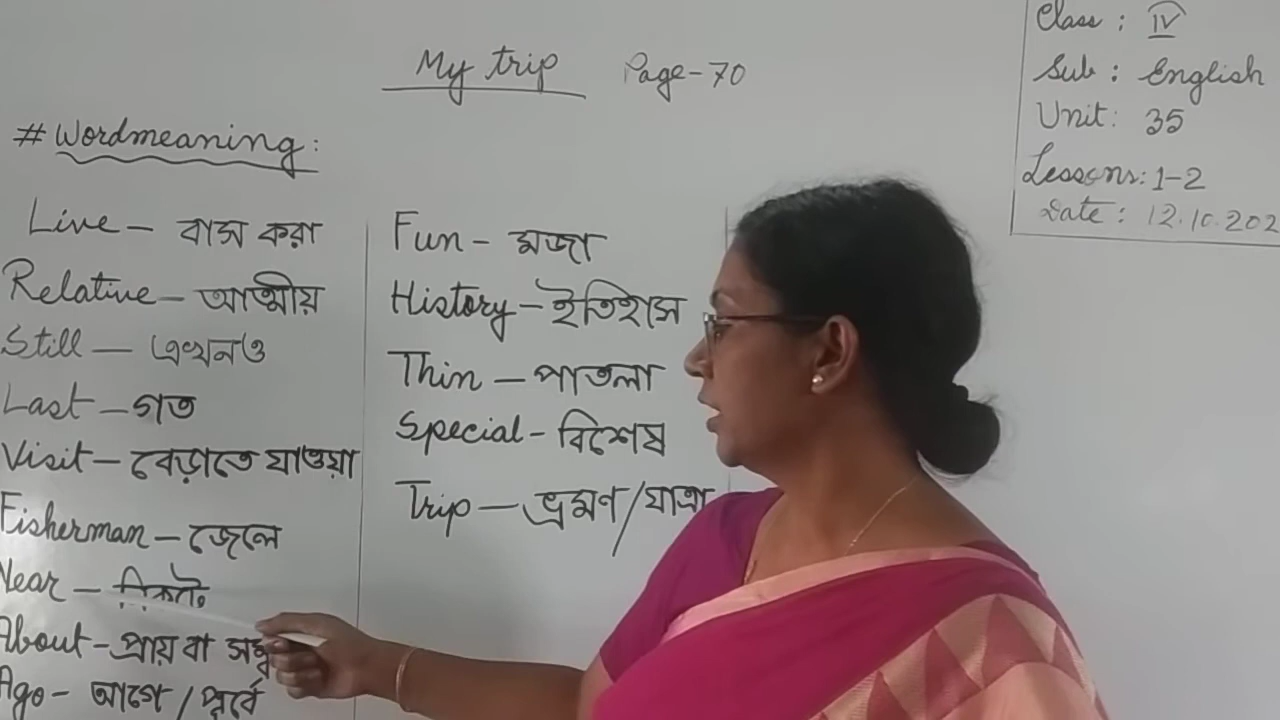 My trip Page-70
Class : IV
Sub : English
Unit: 35
Lessons: 1-2
Date : 12.10.202
# Wordmeaning :
Live - বাস করা
Relative - আত্মীয়
Still - এখনও
Last - গত
Visit - বেড়াতে যাওয়া
Fisherman - জেলে
Near - নিকটে
About - প্রায় বা
Ago - আগে / পূর্বে
Fun - মজা
History - ইতিহাস
Thin - পাতলা
Special - বিশেষ
Trip - ভ্রমণ/যাত্রা